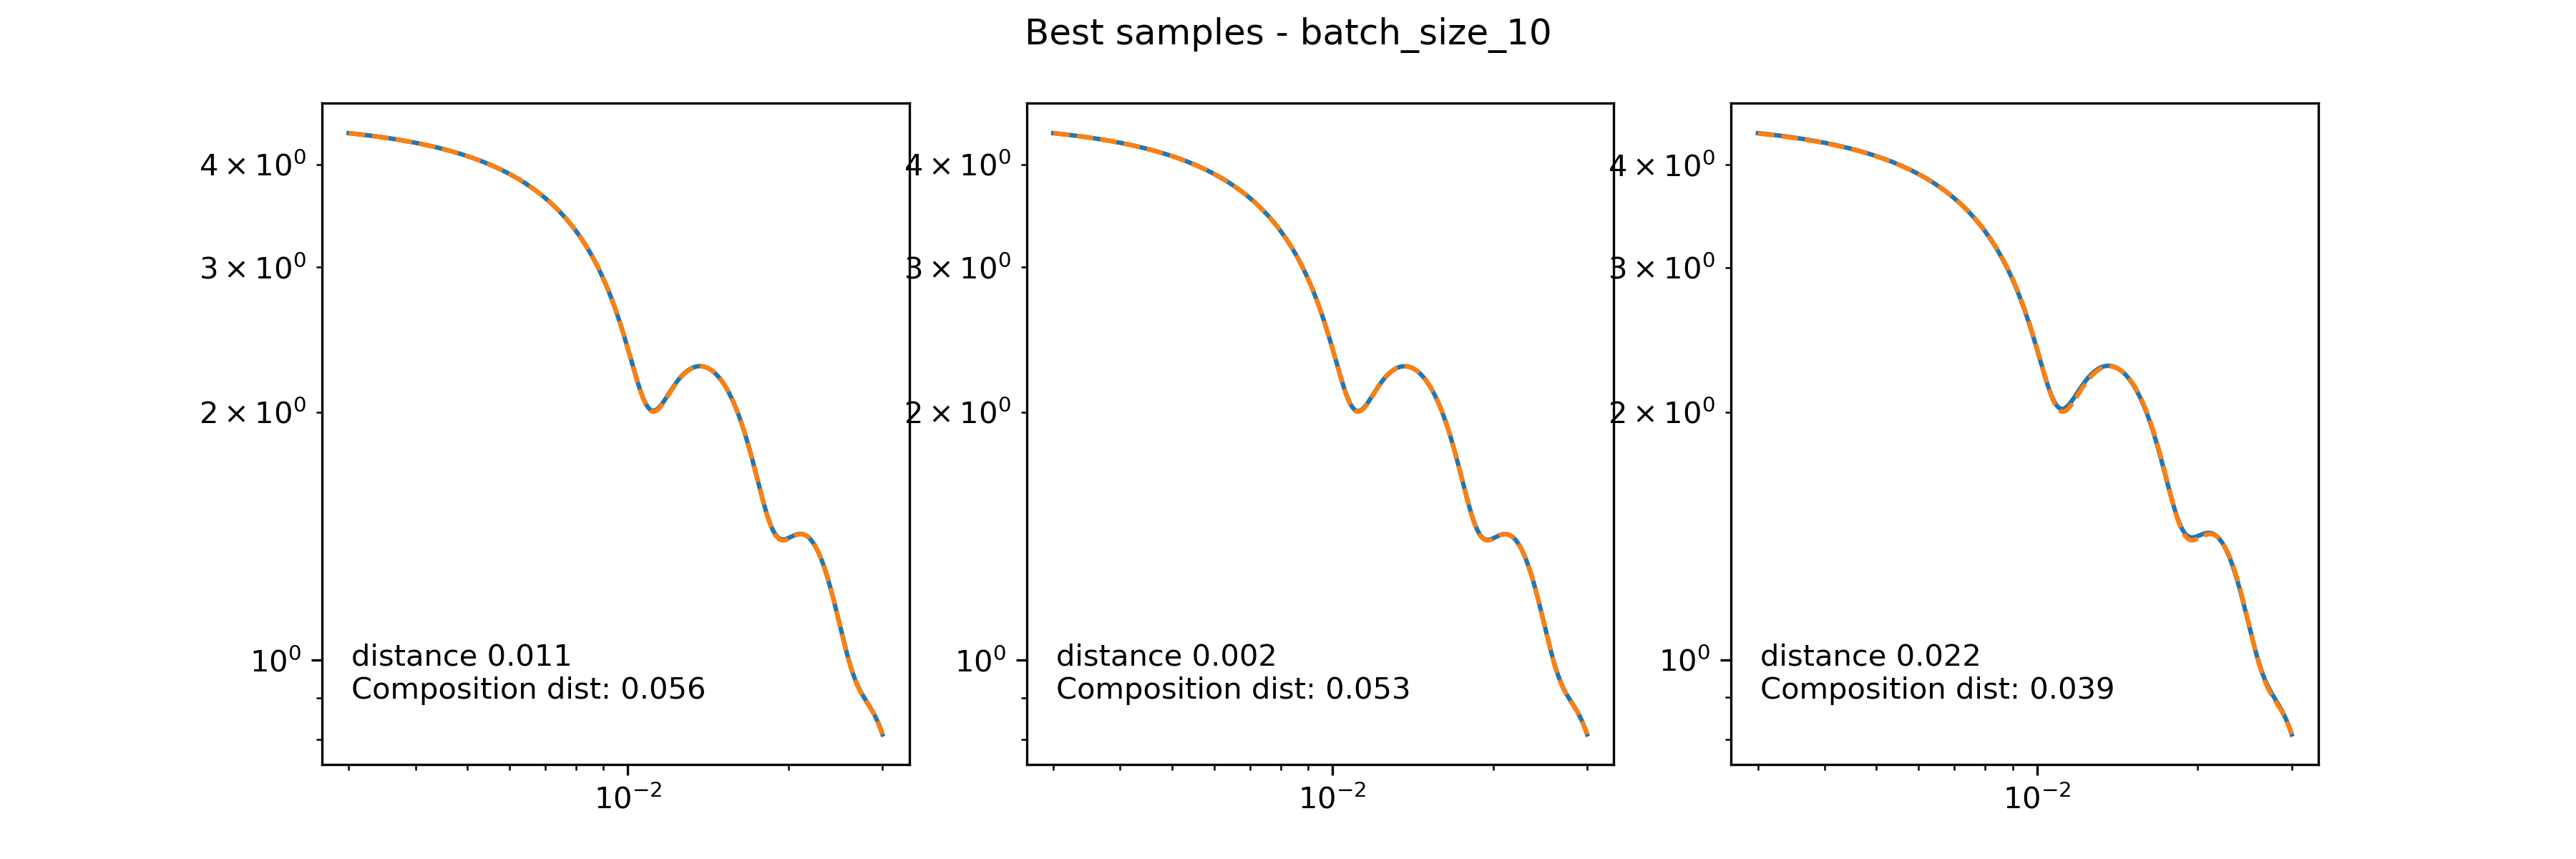 Best samples - batch_size_10
4 × 10⁰
3 × 10⁰
2 × 10⁰
10⁰
distance 0.011
Composition dist: 0.056
10⁻²
4 × 10⁰
3 × 10⁰
2 × 10⁰
10⁰
distance 0.002
Composition dist: 0.053
10⁻²
4 × 10⁰
3 × 10⁰
2 × 10⁰
10⁰
distance 0.022
Composition dist: 0.039
10⁻²